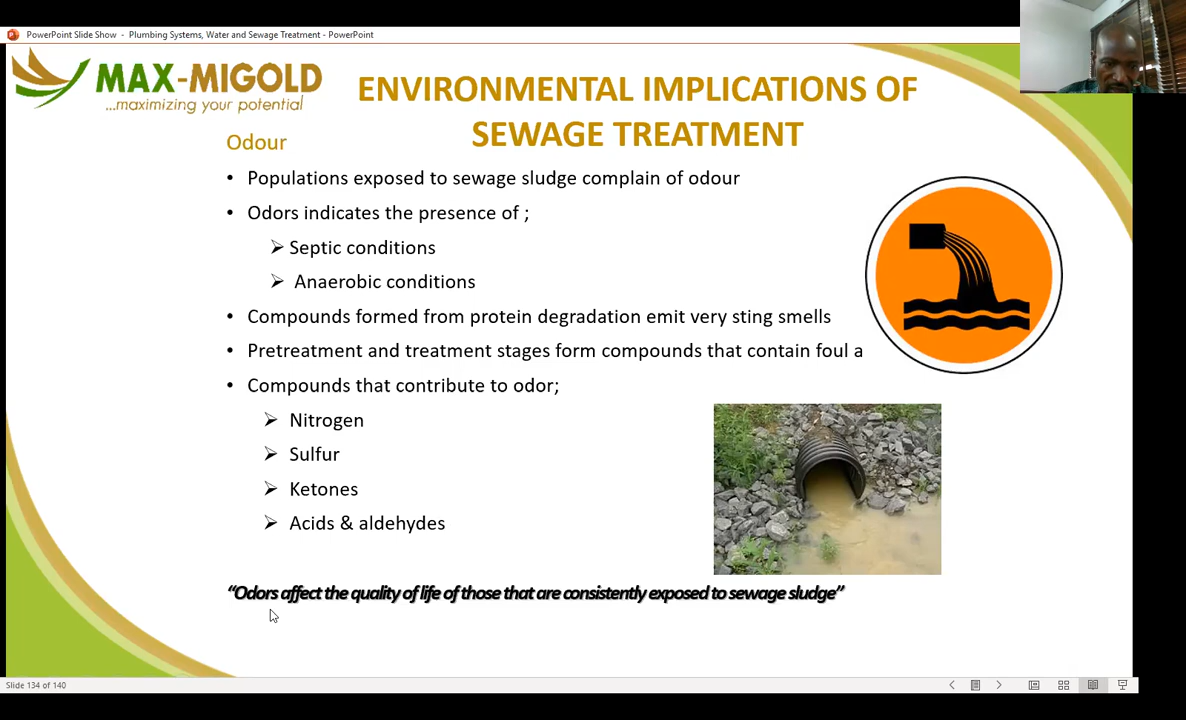 PowerPoint Slide Show - Plumbing Systems, Water and Sewage Treatment - PowerPoint
MAX-MIGOLD
...maximizing your potential
ENVIRONMENTAL IMPLICATIONS OF
SEWAGE TREATMENT
Odour
• Populations exposed to sewage sludge complain of odour
• Odors indicates the presence of ;
➢ Septic conditions
➢ Anaerobic conditions
• Compounds formed from protein degradation emit very sting smells
• Pretreatment and treatment stages form compounds that contain foul a
• Compounds that contribute to odor;
➢ Nitrogen
➢ Sulfur
➢ Ketones
➢ Acids & aldehydes
“Odors affect the quality of life of those that are consistently exposed to sewage sludge”
Slide 134 of 140